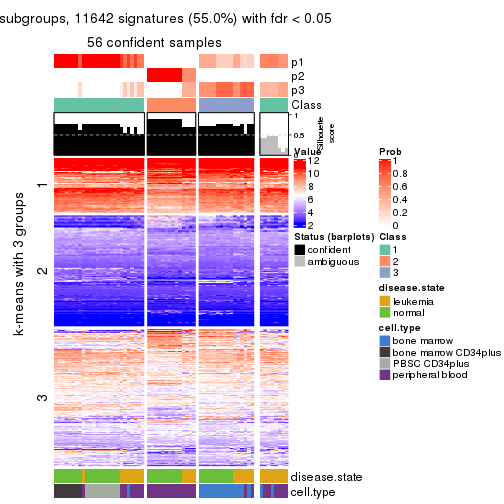 subgroups, 11642 signatures (55.0%) with fdr < 0.05
56 confident samples
p1
p2
p3
Class
1
0.5
0
Silhouette
score
k-means with 3 groups
1
2
3
Value
12
10
8
6
4
2
Status (barplots)
confident
ambiguous
Prob
1
0.8
0.6
0.4
0.2
0
Class
1
2
3
disease.state
leukemia
normal
cell.type
bone marrow
bone marrow CD34plus
PBSC CD34plus
peripheral blood
disease.state
cell.type